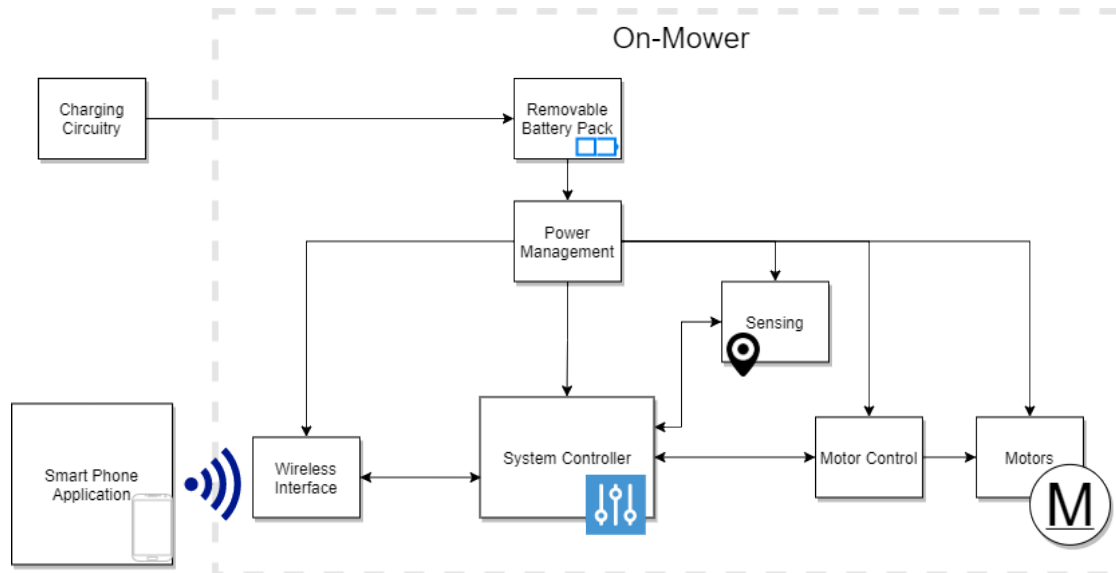 On-Mower
Charging
Circuitry
Removable
Battery Pack
Power
Management
Sensing
Smart Phone
Application
Wireless
Interface
System Controller
Motor Control
Motors
M